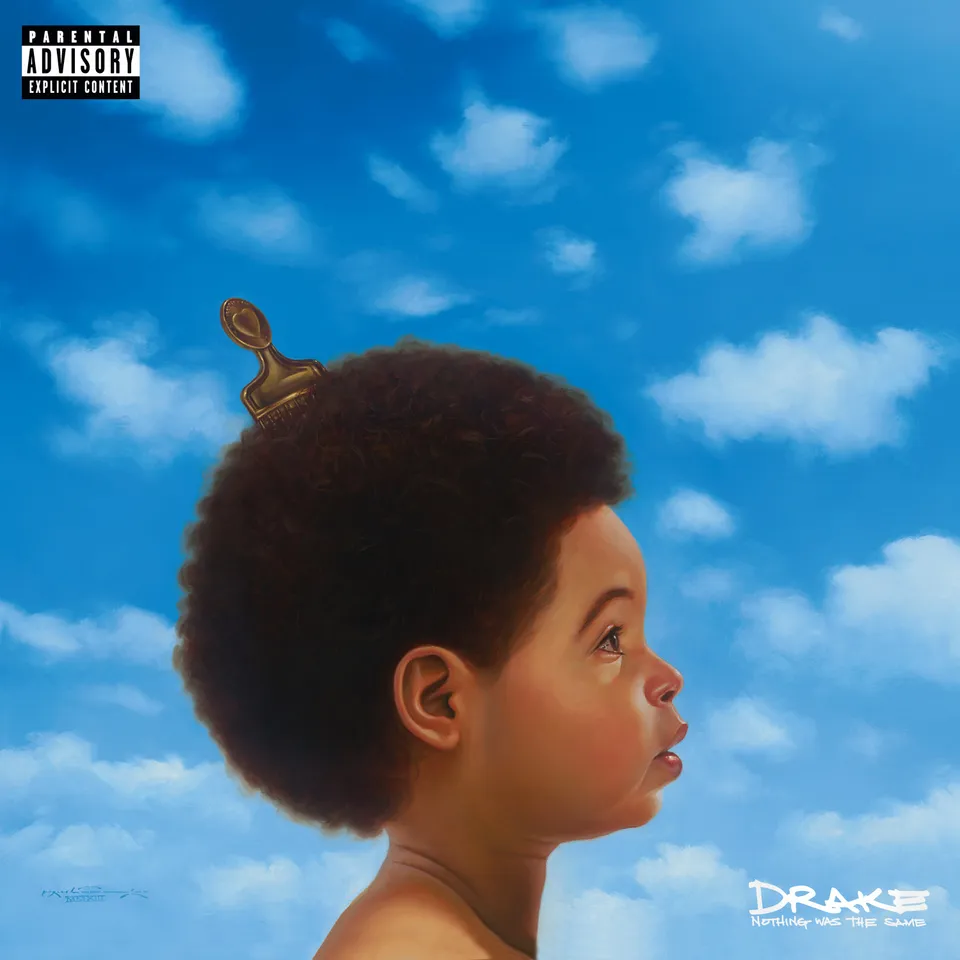 PARENTAL
ADVISORY
EXPLICIT CONTENT
DRAKE
NOTHING WAS THE SAME